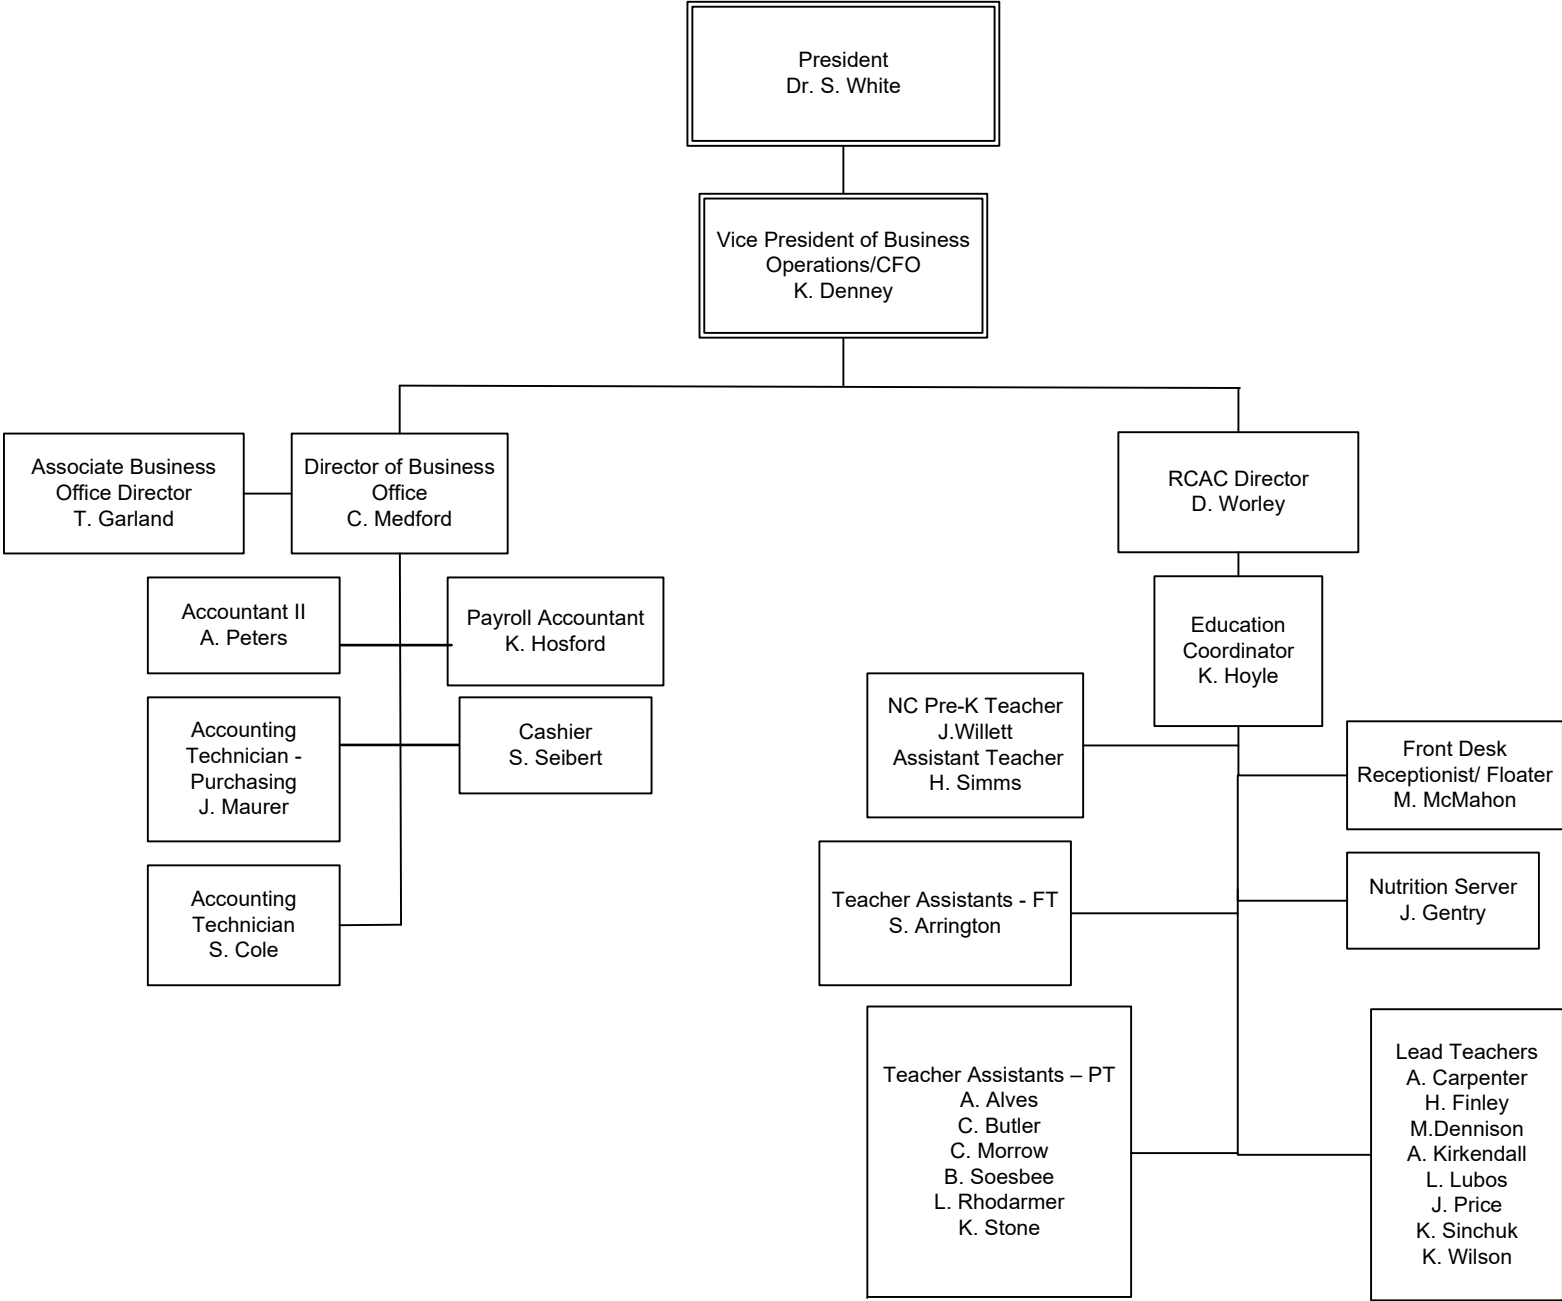 President
Dr. S. White
Vice President of Business
Operations/CFO
K. Denney
Associate Business
Office Director
T. Garland
Director of Business
Office
C. Medford
RCAC Director
D. Worley
Accountant II
A. Peters
Payroll Accountant
K. Hosford
Education
Coordinator
K. Hoyle
Accounting
Technician -
Purchasing
J. Maurer
Cashier
S. Seibert
NC Pre-K Teacher
J.Willett
Assistant Teacher
H. Simms
Front Desk
Receptionist/ Floater
M. McMahon
Accounting
Technician
S. Cole
Teacher Assistants - FT
S. Arrington
Nutrition Server
J. Gentry
Teacher Assistants – PT
A. Alves
C. Butler
C. Morrow
B. Soesbee
L. Rhodarmer
K. Stone
Lead Teachers
A. Carpenter
H. Finley
M.Dennison
A. Kirkendall
L. Lubos
J. Price
K. Sinchuk
K. Wilson